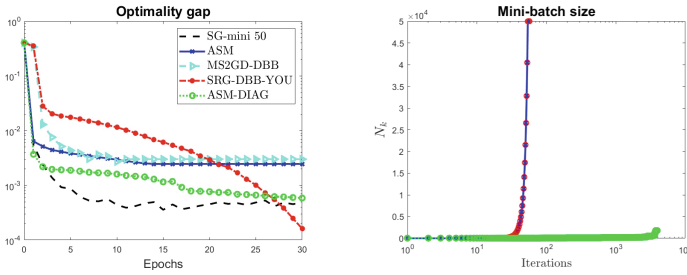 Optimality gap
10^0
10^-1
10^-2
10^-3
10^-4
0 5 10 15 20 25 30
Epochs
SG-mini 50
ASM
MS2GD-DBB
SRG-DBB-YOU
ASM-DIAG
Mini-batch size
×10^4
5
4.5
4
3.5
3
2.5
2
1.5
1
0.5
0
N_k
10^0 10^1 10^2 10^3 10^4
Iterations